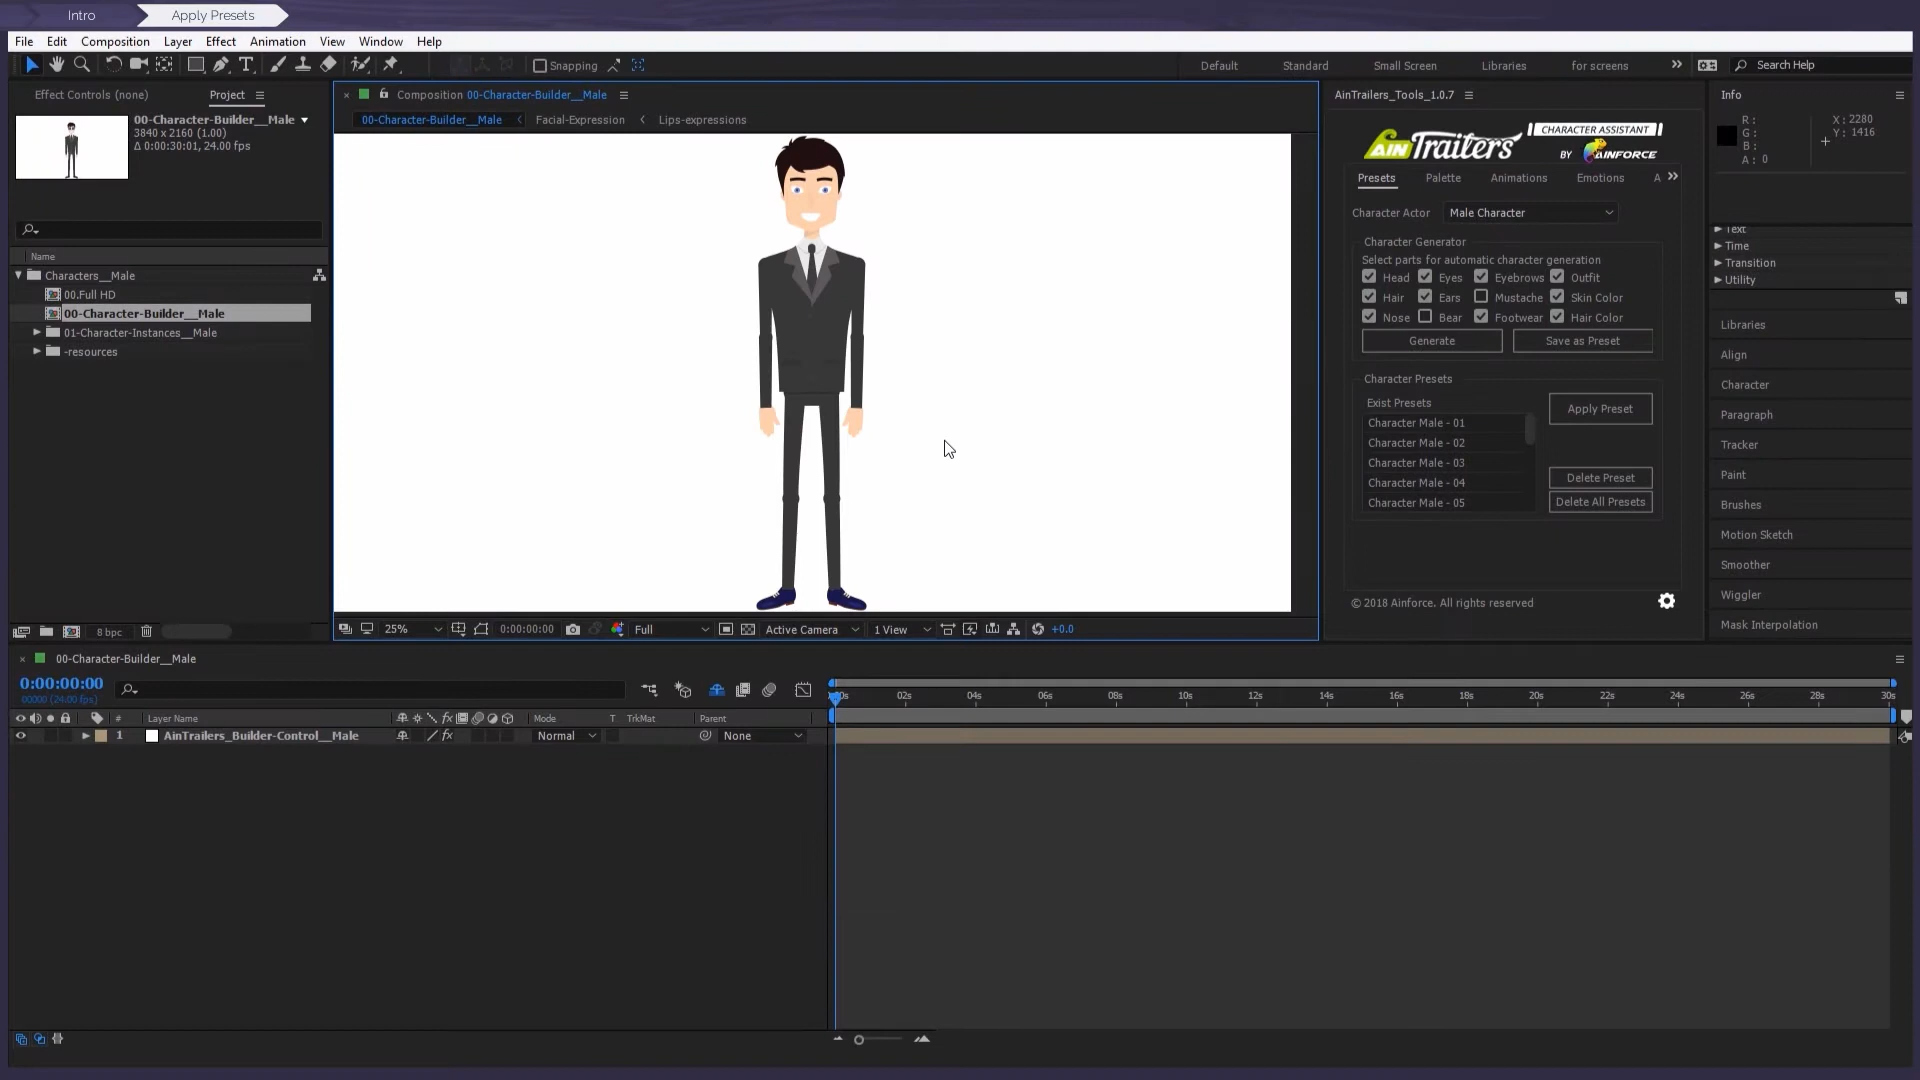 Intro
Apply Presets
File Edit Composition Layer Effect Animation View Window Help
Snapping
Default Standard Small Screen Libraries for screens
Search Help
Effect Controls (none)
Project
00-Character-Builder__Male
3840 x 2160 (1.00)
Δ 0:00:30:01, 24.00 fps
Name
Characters__Male
00.Full HD
00-Character-Builder__Male
01-Character-Instances__Male
-resources
8 bpc
Composition 00-Character-Builder__Male
00-Character-Builder__Male
Facial-Expression
Lips-expressions
25%
0:00:00:00
Full
Active Camera
1 View
+0.0
AinTrailers_Tools_1.0.7
AinTrailers
CHARACTER ASSISTANT
BY AINFORCE
Presets Palette Animations Emotions A
Character Actor
Male Character
Character Generator
Select parts for automatic character generation
Head Eyes Eyebrows Outfit
Hair Ears Mustache Skin Color
Nose Bear Footwear Hair Color
Generate
Save as Preset
Character Presets
Exist Presets
Character Male - 01
Character Male - 02
Character Male - 03
Character Male - 04
Character Male - 05
Apply Preset
Delete Preset
Delete All Presets
© 2018 Ainforce. All rights reserved
Info
R :
G :
B :
A : 0
X : 2280
Y : 1416
Text
Time
Transition
Utility
Libraries
Align
Character
Paragraph
Tracker
Paint
Brushes
Motion Sketch
Smoother
Wiggler
Mask Interpolation
00-Character-Builder__Male
0:00:00:00
00000 (24.00 fps)
# Layer Name
Mode
T
TrkMat
Parent
1
AinTrailers_Builder-Control__Male
Normal
None
02s 04s 06s 08s 10s 12s 14s 16s 18s 20s 22s 24s 26s 28s 30s